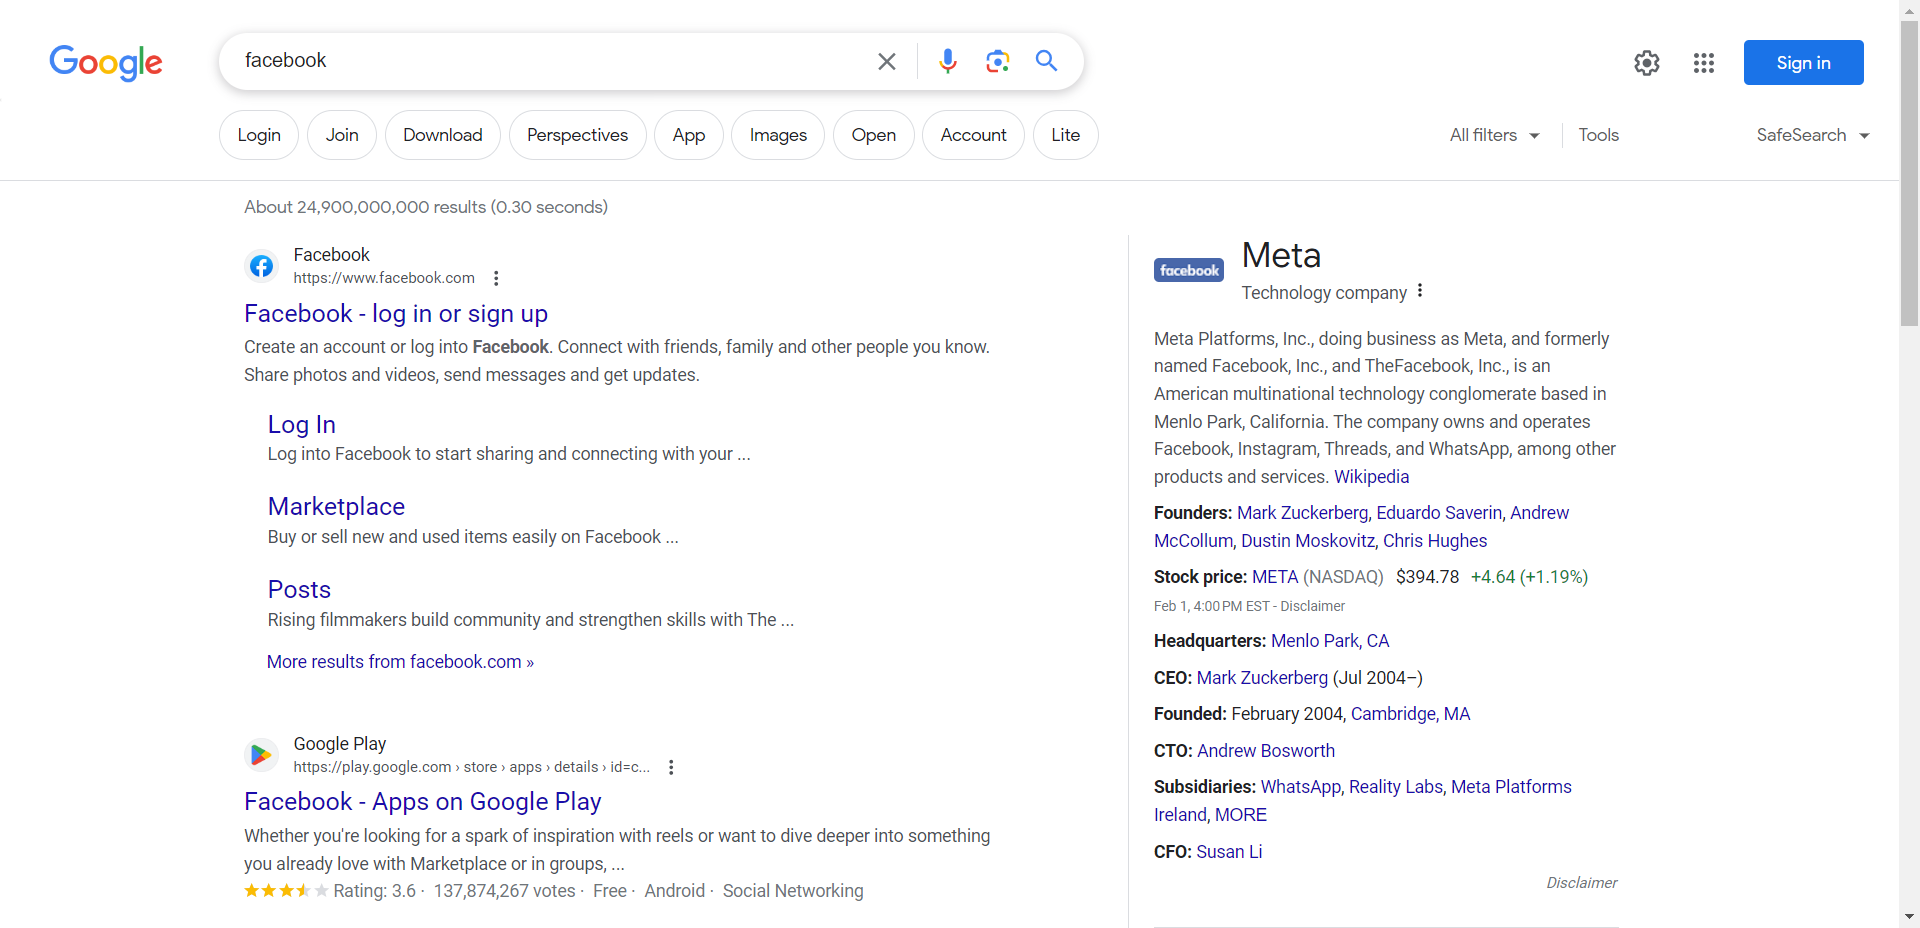 Google
facebook
Sign in
Login
Join
Download
Perspectives
App
Images
Open
Account
Lite
All filters
Tools
SafeSearch
About 24,900,000,000 results (0.30 seconds)
Facebook
https://www.facebook.com
Facebook - log in or sign up
Create an account or log into Facebook. Connect with friends, family and other people you know.
Share photos and videos, send messages and get updates.
Log In
Log into Facebook to start sharing and connecting with your ...
Marketplace
Buy or sell new and used items easily on Facebook ...
Posts
Rising filmmakers build community and strengthen skills with The ...
More results from facebook.com »
Google Play
https://play.google.com › store › apps › details › id=c...
Facebook - Apps on Google Play
Whether you're looking for a spark of inspiration with reels or want to dive deeper into something
you already love with Marketplace or in groups, ...
Rating: 3.6 · 137,874,267 votes · Free · Android · Social Networking
facebook
Meta
Technology company
Meta Platforms, Inc., doing business as Meta, and formerly
named Facebook, Inc., and TheFacebook, Inc., is an
American multinational technology conglomerate based in
Menlo Park, California. The company owns and operates
Facebook, Instagram, Threads, and WhatsApp, among other
products and services. Wikipedia
Founders: Mark Zuckerberg, Eduardo Saverin, Andrew
McCollum, Dustin Moskovitz, Chris Hughes
Stock price: META (NASDAQ) $394.78 +4.64 (+1.19%)
Feb 1, 4:00 PM EST - Disclaimer
Headquarters: Menlo Park, CA
CEO: Mark Zuckerberg (Jul 2004–)
Founded: February 2004, Cambridge, MA
CTO: Andrew Bosworth
Subsidiaries: WhatsApp, Reality Labs, Meta Platforms
Ireland, MORE
CFO: Susan Li
Disclaimer